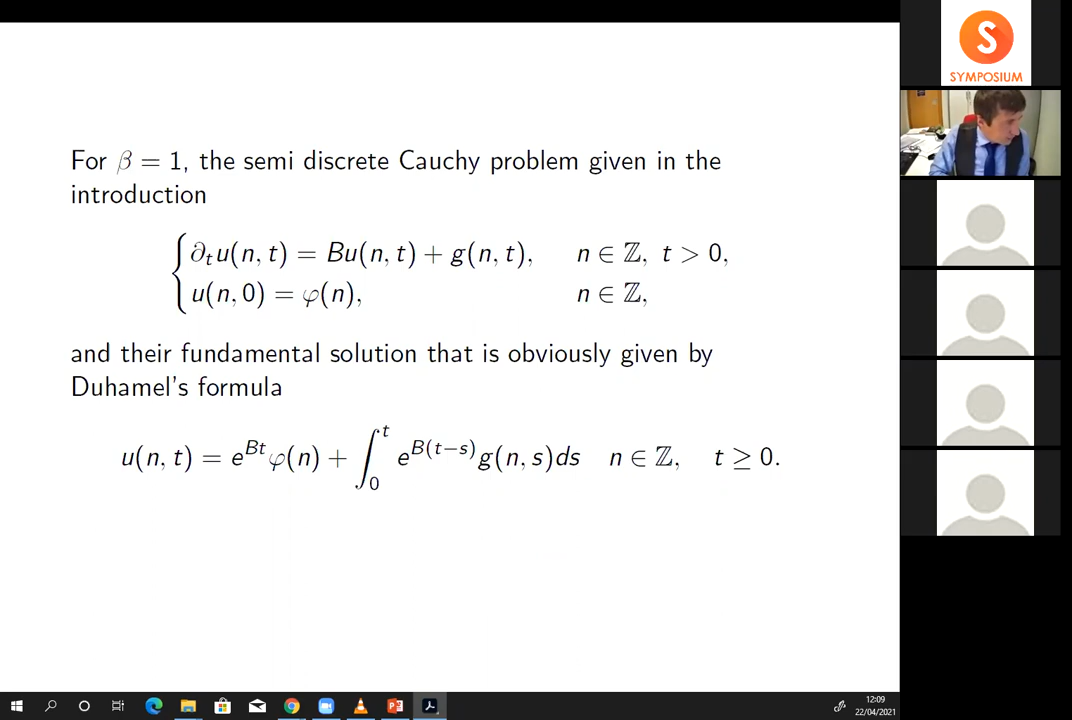 For β = 1, the semi discrete Cauchy problem given in the
introduction
∂ₜu(n, t) = Bu(n, t) + g(n, t), n ∈ ℤ, t > 0,
u(n, 0) = φ(n), n ∈ ℤ,
and their fundamental solution that is obviously given by
Duhamel's formula
u(n, t) = e^{Bt}φ(n) + ∫₀ᵗ e^{B(t−s)}g(n, s)ds n ∈ ℤ, t ≥ 0.
S
SYMPOSIUM
12:09
22/04/2021